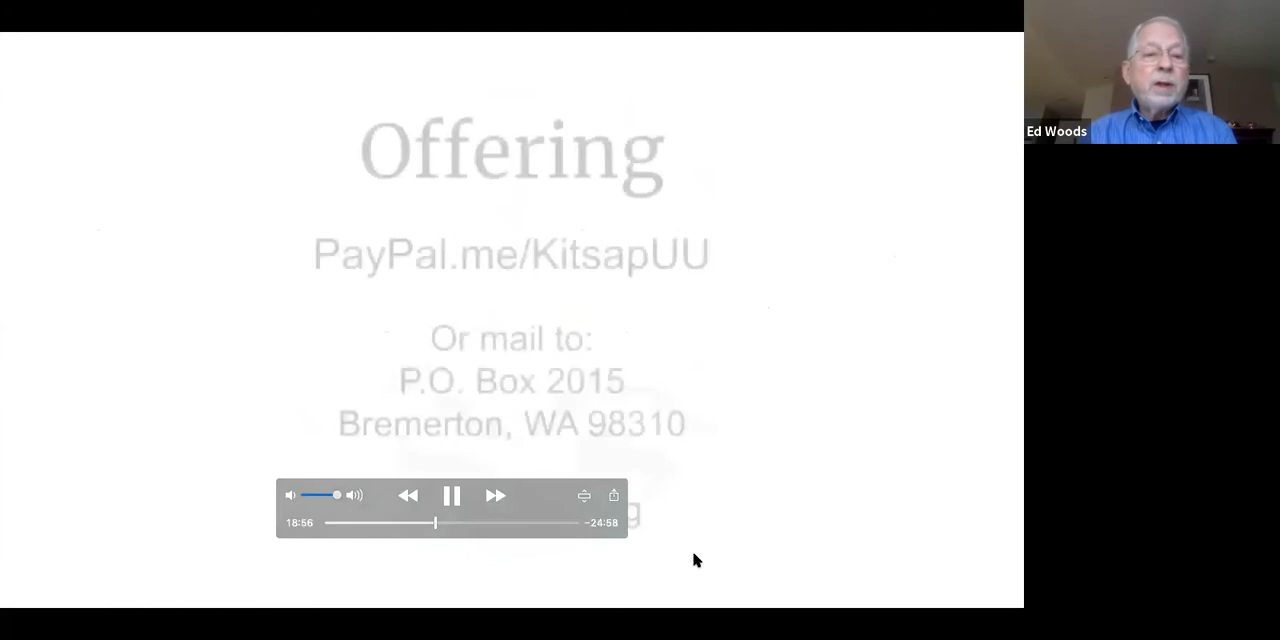 Offering
PayPal.me/KitsapUU
Or mail to:
P.O. Box 2015
Bremerton, WA 98310
18:56
-24:58
Ed Woods